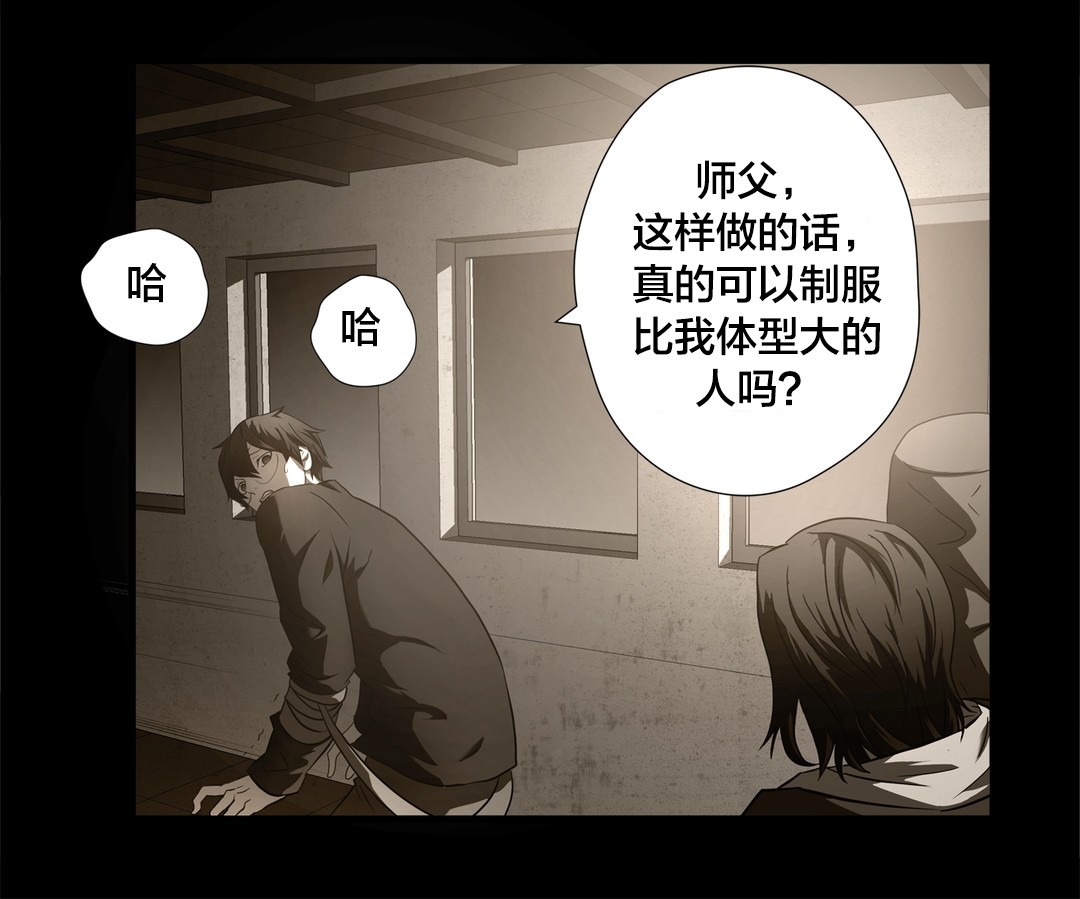 哈
哈
师父，
这样做的话，
真的可以制服
比我体型大的
人吗？